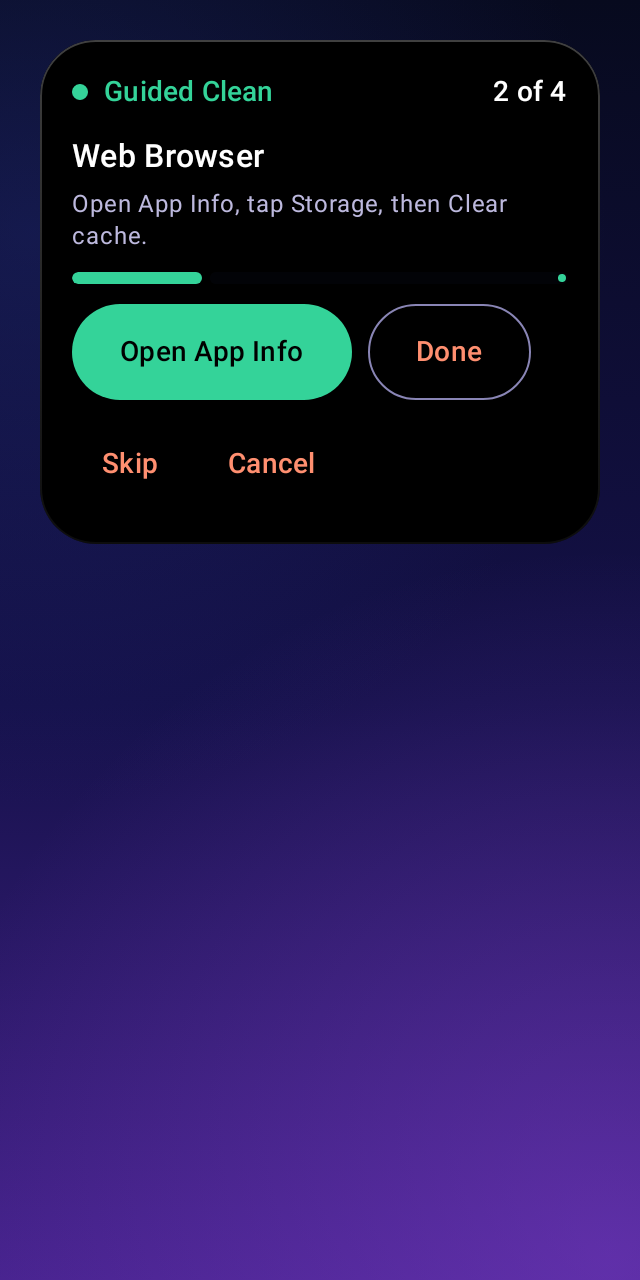 Guided Clean
2 of 4
Web Browser
Open App Info, tap Storage, then Clear
cache.
Open App Info
Done
Skip
Cancel